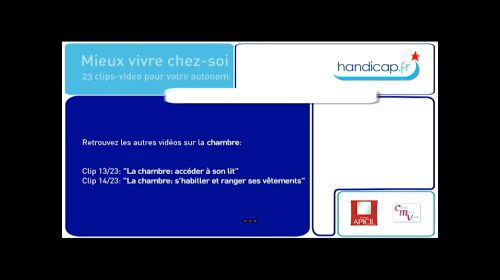 Mieux vivre chez-soi
23 clips-vidéo pour votre autonom
handicap.fr
Retrouvez les autres vidéos sur la chambre:
Clip 13/23: "La chambre: accéder à son lit"
Clip 14/23: "La chambre: s'habiller et ranger ses vêtements"
APICIL